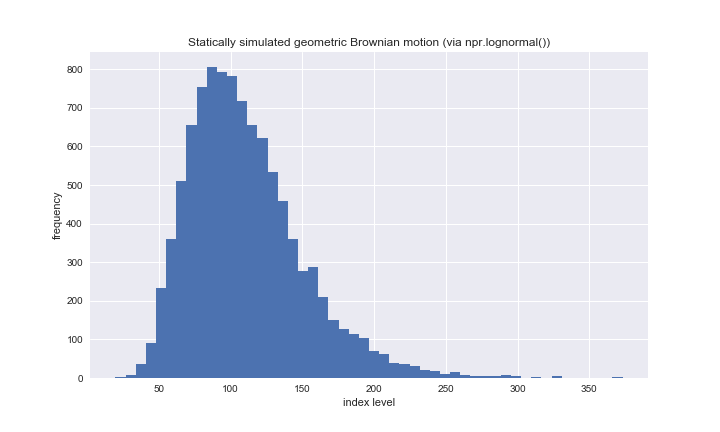 Statically simulated geometric Brownian motion (via npr.lognormal())
800
700
600
500
400
300
200
100
0
frequency
50 100 150 200 250 300 350
index level